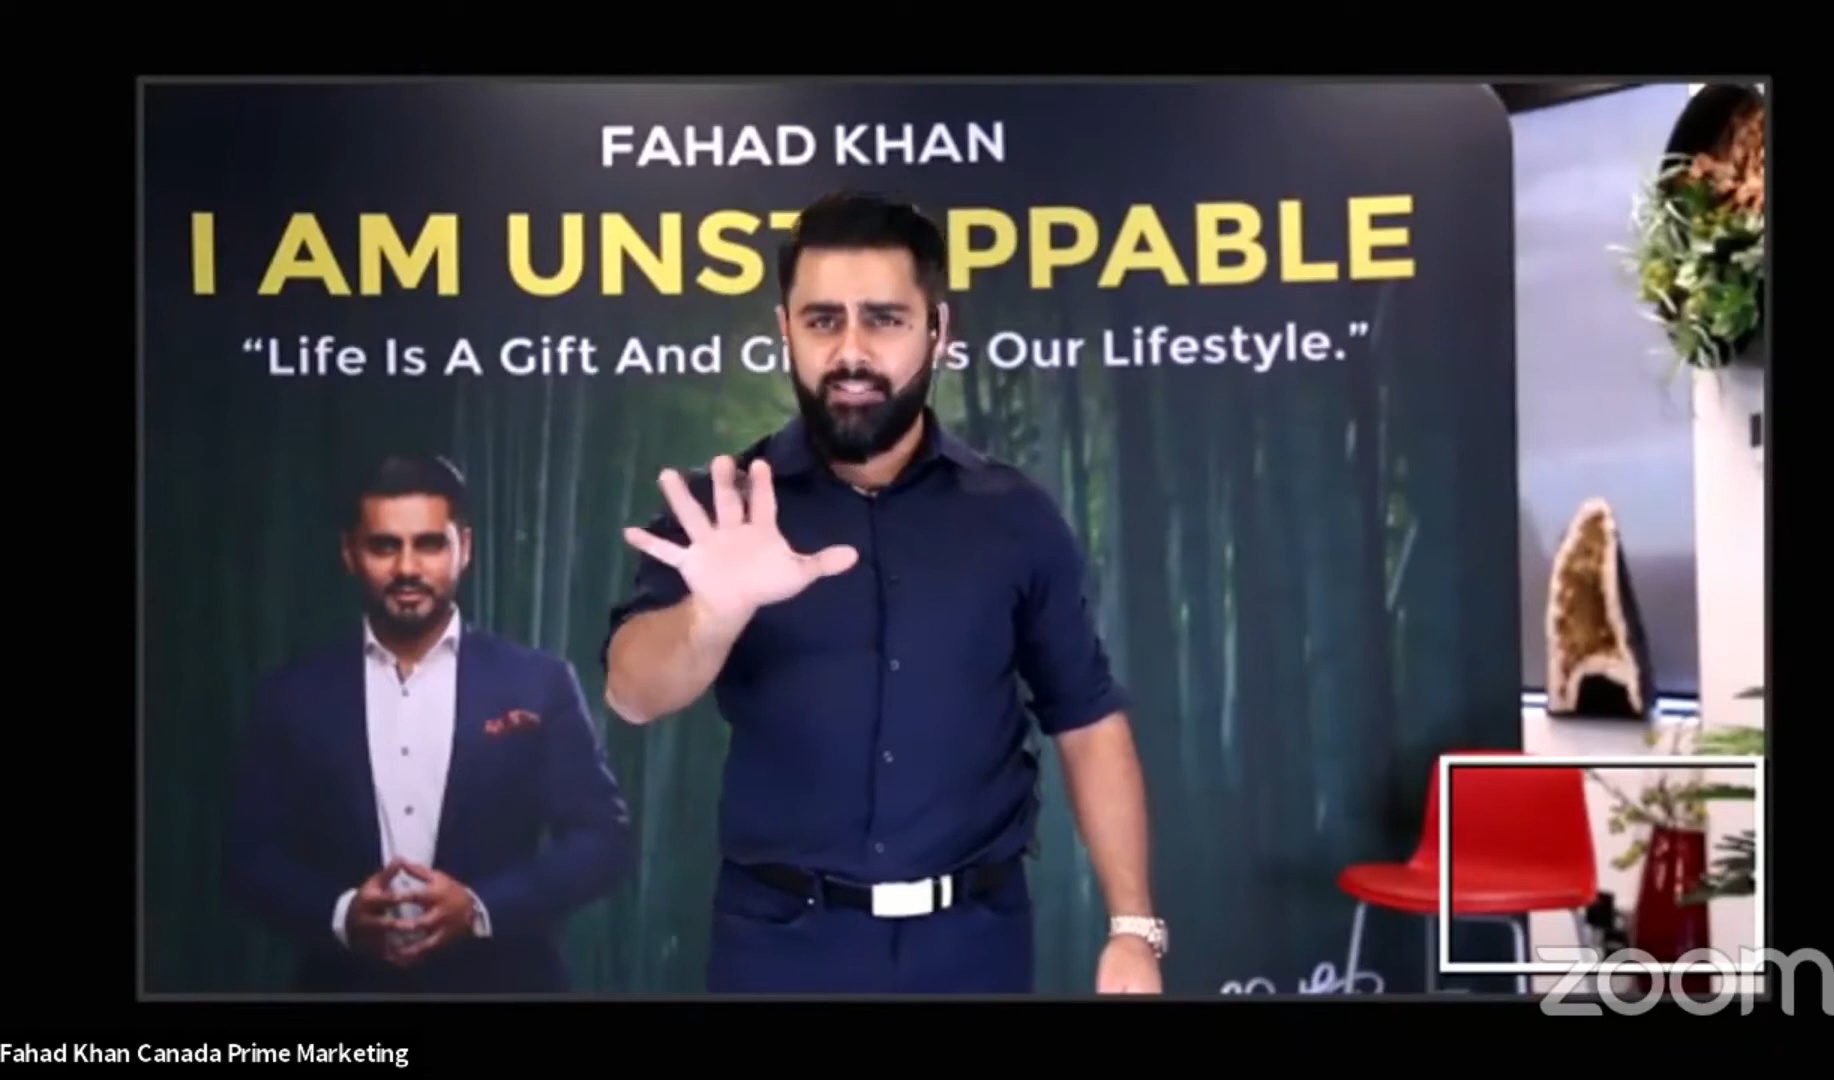 FAHAD KHAN
I AM UNST PPABLE
“Life Is A Gift And Gi s Our Lifestyle.”
zoom
Fahad Khan Canada Prime Marketing